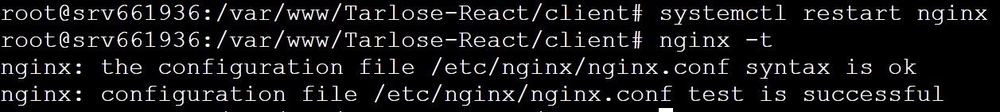 root@srv661936:/var/www/Tarlose-React/client# systemctl restart nginx
root@srv661936:/var/www/Tarlose-React/client# nginx -t
nginx: the configuration file /etc/nginx/nginx.conf syntax is ok
nginx: configuration file /etc/nginx/nginx.conf test is successful